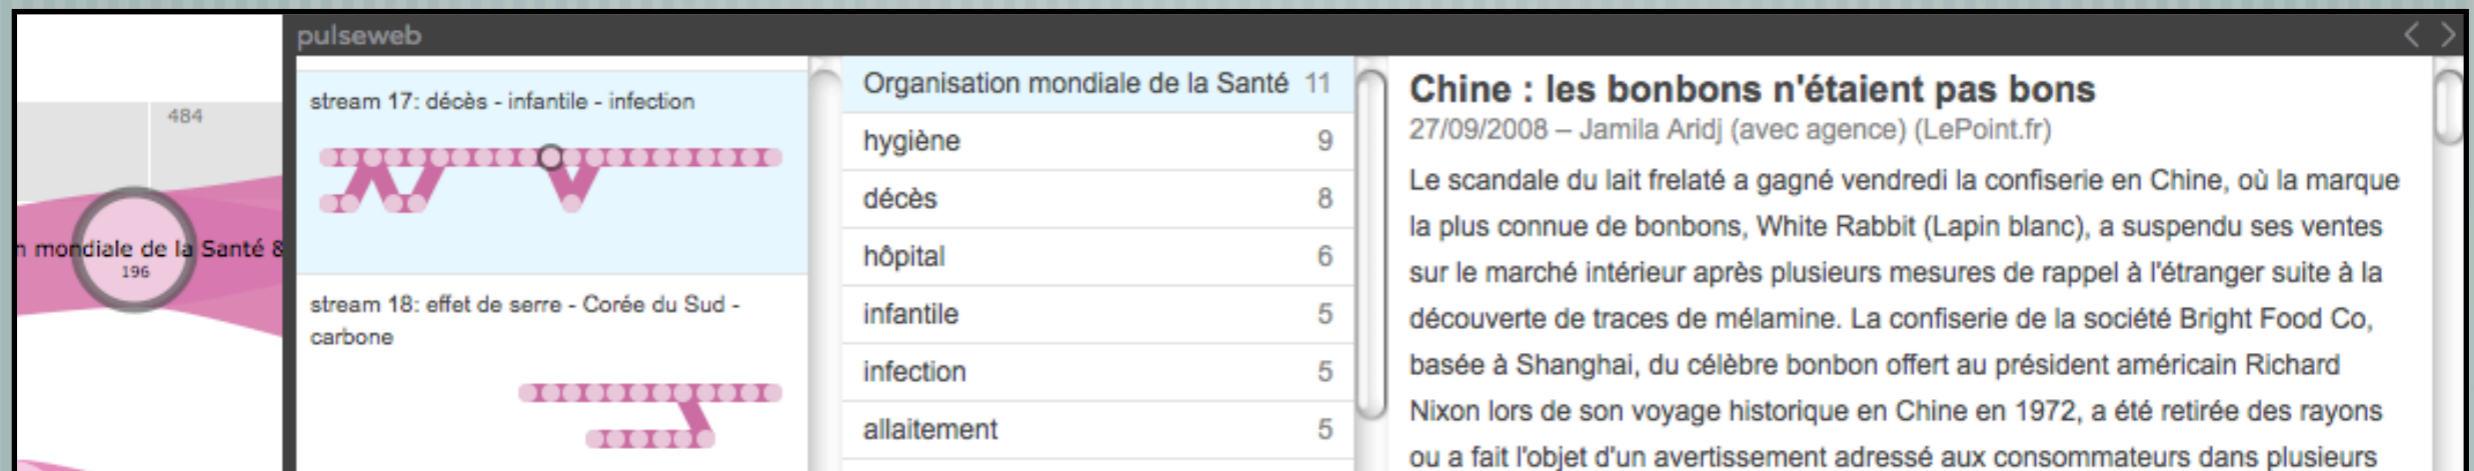 pulseweb
484
n mondiale de la Santé &
196
stream 17: décès - infantile - infection
stream 18: effet de serre - Corée du Sud -
carbone
Organisation mondiale de la Santé 11
hygiène 9
décès 8
hôpital 6
infantile 5
infection 5
allaitement 5
Chine : les bonbons n'étaient pas bons
27/09/2008 – Jamila Aridj (avec agence) (LePoint.fr)
Le scandale du lait frelaté a gagné vendredi la confiserie en Chine, où la marque
la plus connue de bonbons, White Rabbit (Lapin blanc), a suspendu ses ventes
sur le marché intérieur après plusieurs mesures de rappel à l'étranger suite à la
découverte de traces de mélamine. La confiserie de la société Bright Food Co,
basée à Shanghai, du célèbre bonbon offert au président américain Richard
Nixon lors de son voyage historique en Chine en 1972, a été retirée des rayons
ou a fait l'objet d'un avertissement adressé aux consommateurs dans plusieurs